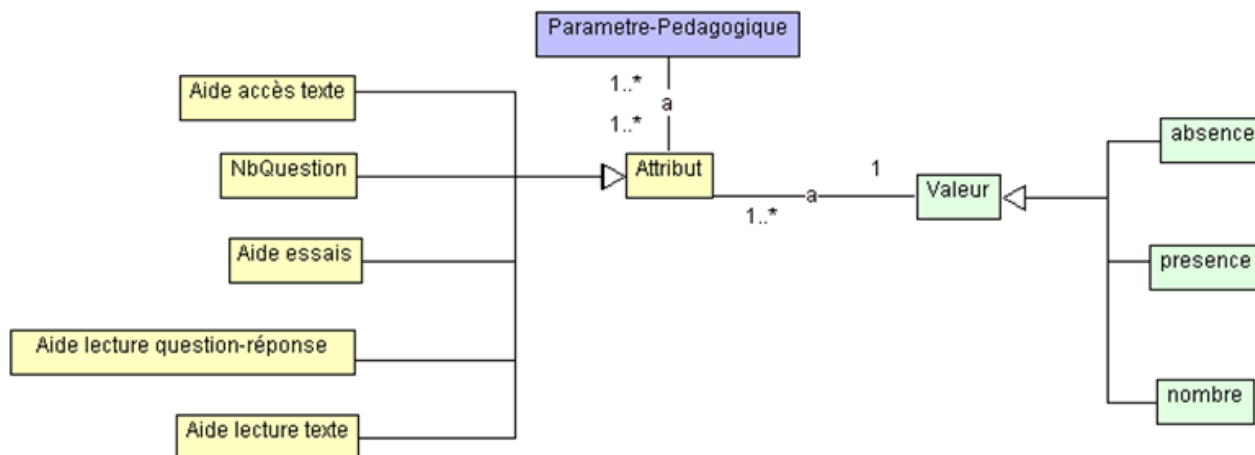 Parametre-Pedagogique
1..*
a
1..*
Aide accès texte
NbQuestion
Aide essais
Aide lecture question-réponse
Aide lecture texte
Attribut
1..*
a
1
Valeur
absence
presence
nombre